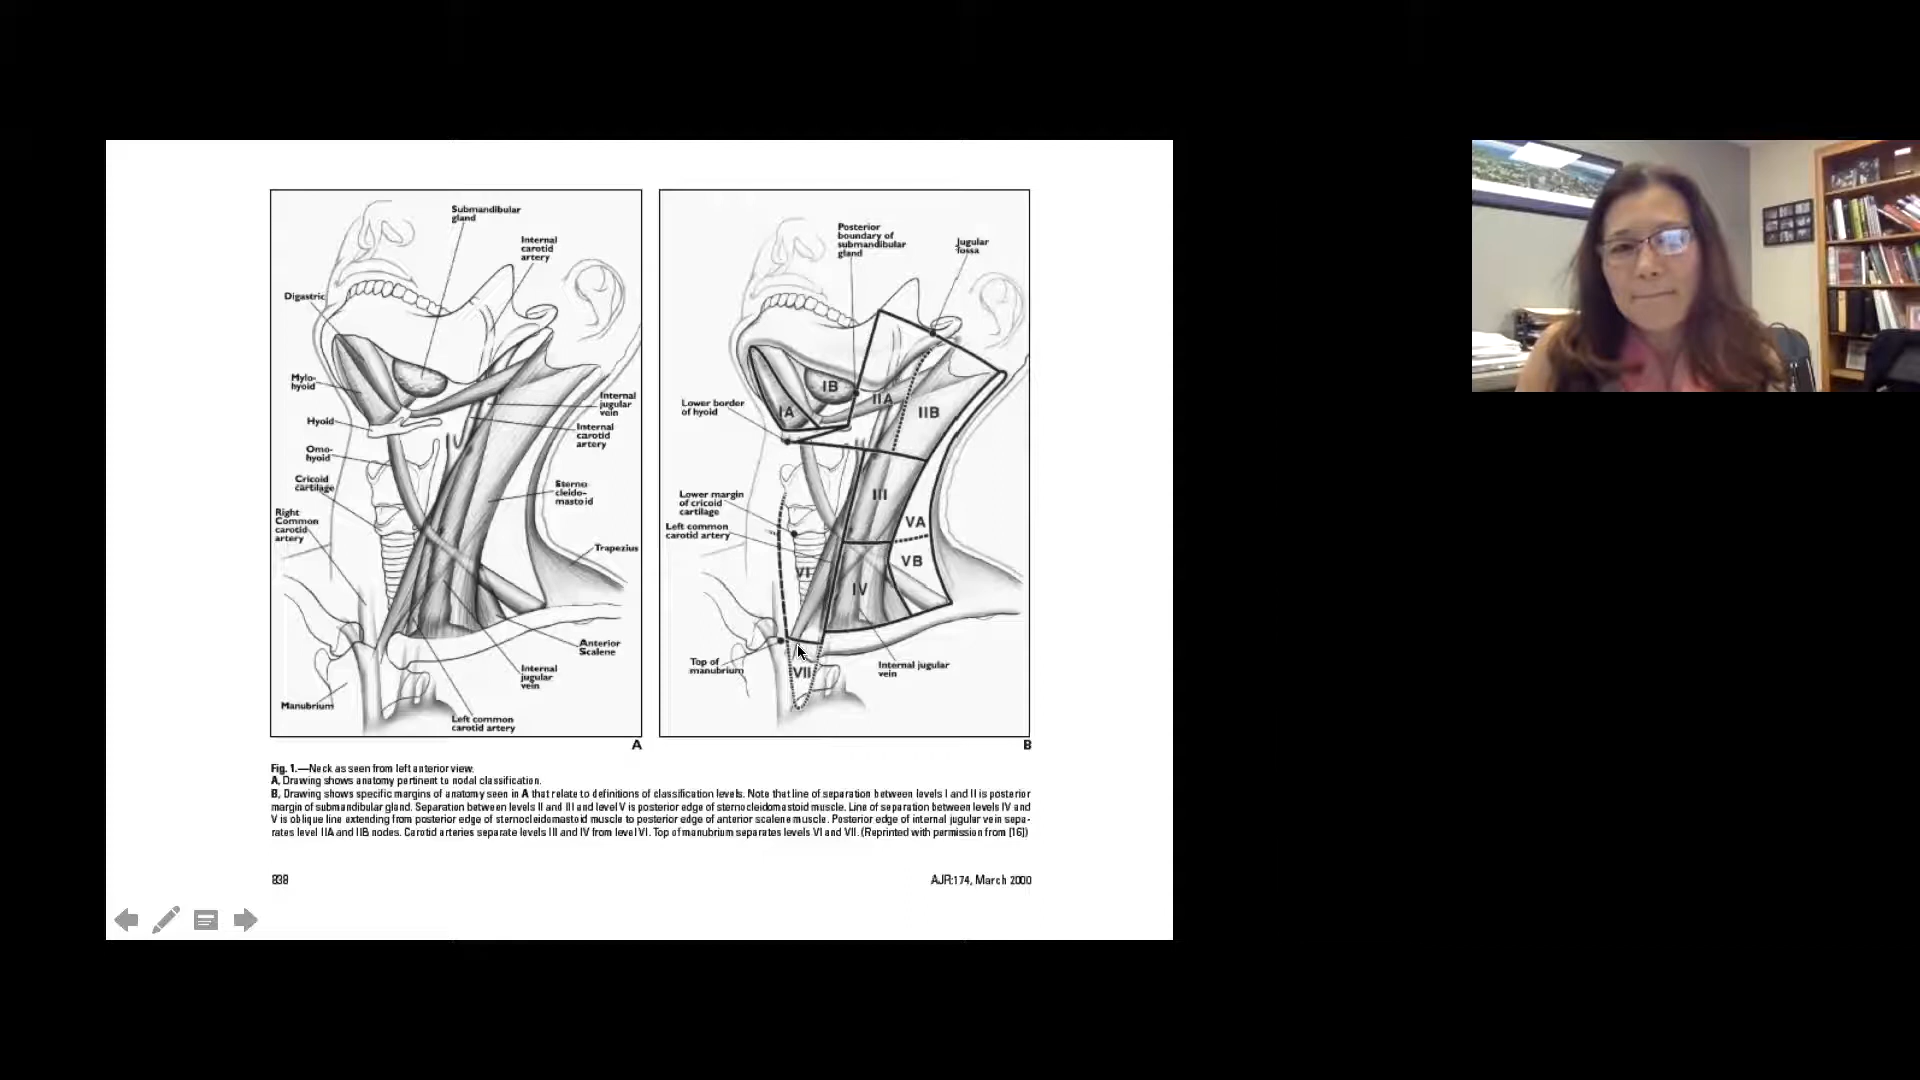 Submandibular
gland
Internal
carotid
artery
Digastric
Mylo-
hyoid
Hyoid
Omo-
hyoid
Cricoid
cartilage
Right
Common
carotid
artery
Manubrium
Internal
jugular
vein
Internal
carotid
artery
Sterno
cleido-
mastoid
Trapezius
Anterior
Scalene
Internal
jugular
vein
Left common
carotid artery
A
Posterior
boundary of
submandibular
gland
Jugular
fossa
Lower border
of hyoid
Lower margin
of cricoid
cartilage
Left common
carotid artery
Top of
manubrium
Internal jugular
vein
IA
IB
IIA
IIB
III
VA
VB
IV
VI
VII
B
Fig. 1.—Neck as seen from left anterior view.
A, Drawing shows anatomy pertinent to nodal classification.
B, Drawing shows specific margins of anatomy seen in A that relate to definitions of classification levels. Note that line of separation between levels I and II is posterior
margin of submandibular gland. Separation between levels II and III and level V is posterior edge of sternocleidomastoid muscle. Line of separation between levels IV and
V is oblique line extending from posterior edge of sternocleidomastoid muscle to posterior edge of anterior scalene muscle. Posterior edge of internal jugular vein sepa-
rates level IIA and IIB nodes. Carotid arteries separate levels III and IV from level VI. Top of manubrium separates levels VI and VII. (Reprinted with permission from [16])
838
AJR:174, March 2000